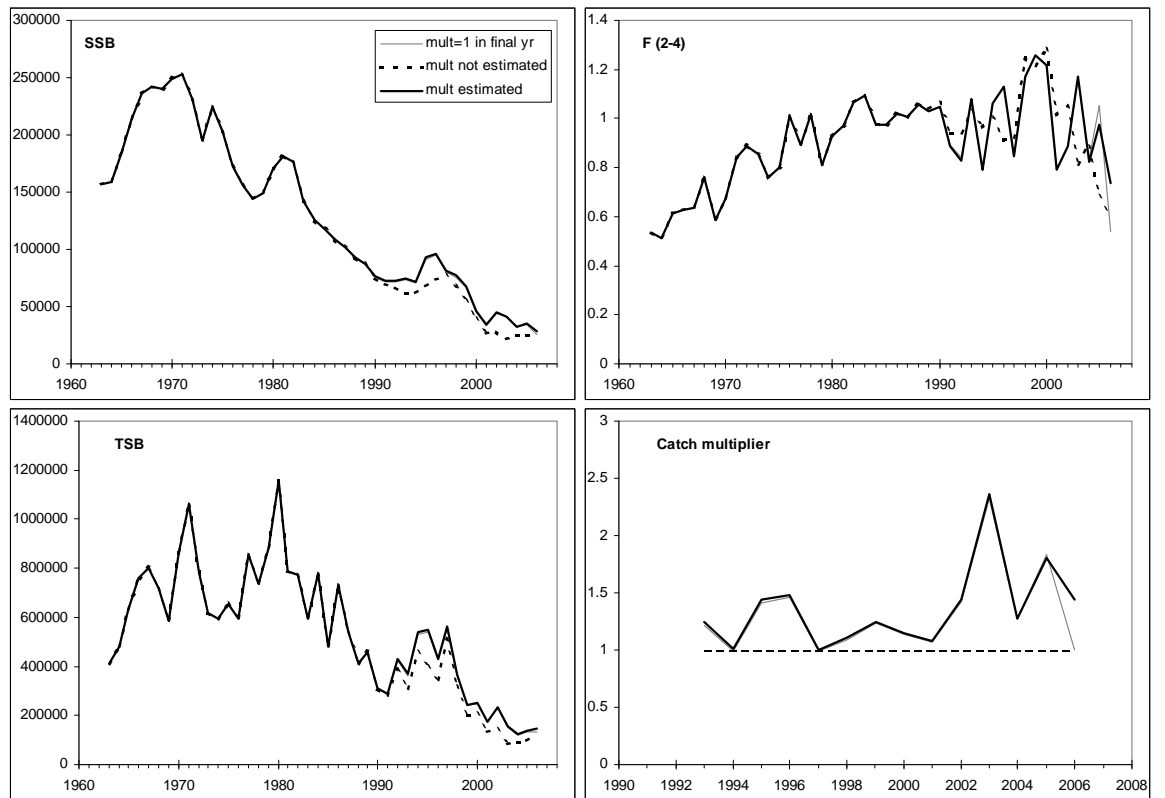 SSB
mult=1 in final yr
mult not estimated
mult estimated
300000
250000
200000
150000
100000
50000
0
1960 1970 1980 1990 2000
F (2-4)
1.4
1.2
1
0.8
0.6
0.4
0.2
0
1960 1970 1980 1990 2000
TSB
1400000
1200000
1000000
800000
600000
400000
200000
0
1960 1970 1980 1990 2000
Catch multiplier
3
2.5
2
1.5
1
0.5
0
1990 1992 1994 1996 1998 2000 2002 2004 2006 2008